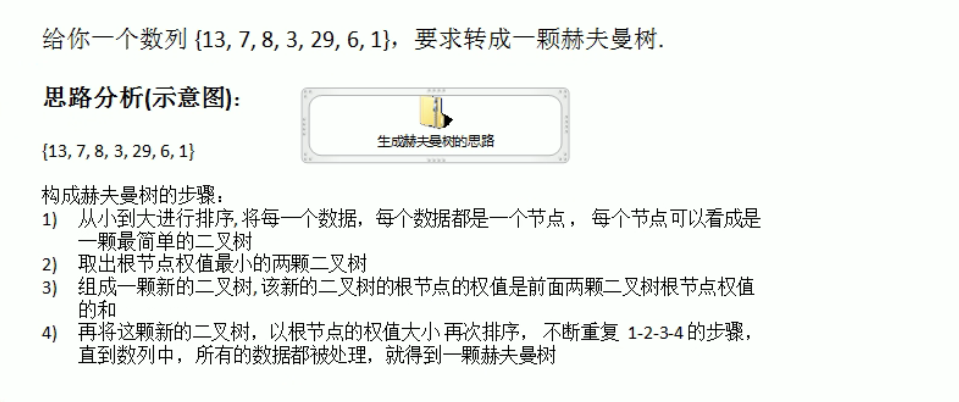 给你一个数列 {13, 7, 8, 3, 29, 6, 1}，要求转成一颗赫夫曼树.
思路分析(示意图)：
生成赫夫曼树的思路
{13, 7, 8, 3, 29, 6, 1}
构成赫夫曼树的步骤：
1) 从小到大进行排序, 将每一个数据，每个数据都是一个节点 ， 每个节点可以看成是
一颗最简单的二叉树
2) 取出根节点权值最小的两颗二叉树
3) 组成一颗新的二叉树, 该新的二叉树的根节点的权值是前面两颗二叉树根节点权值
的和
4) 再将这颗新的二叉树，以根节点的权值大小 再次排序， 不断重复 1-2-3-4 的步骤，
直到数列中，所有的数据都被处理，就得到一颗赫夫曼树